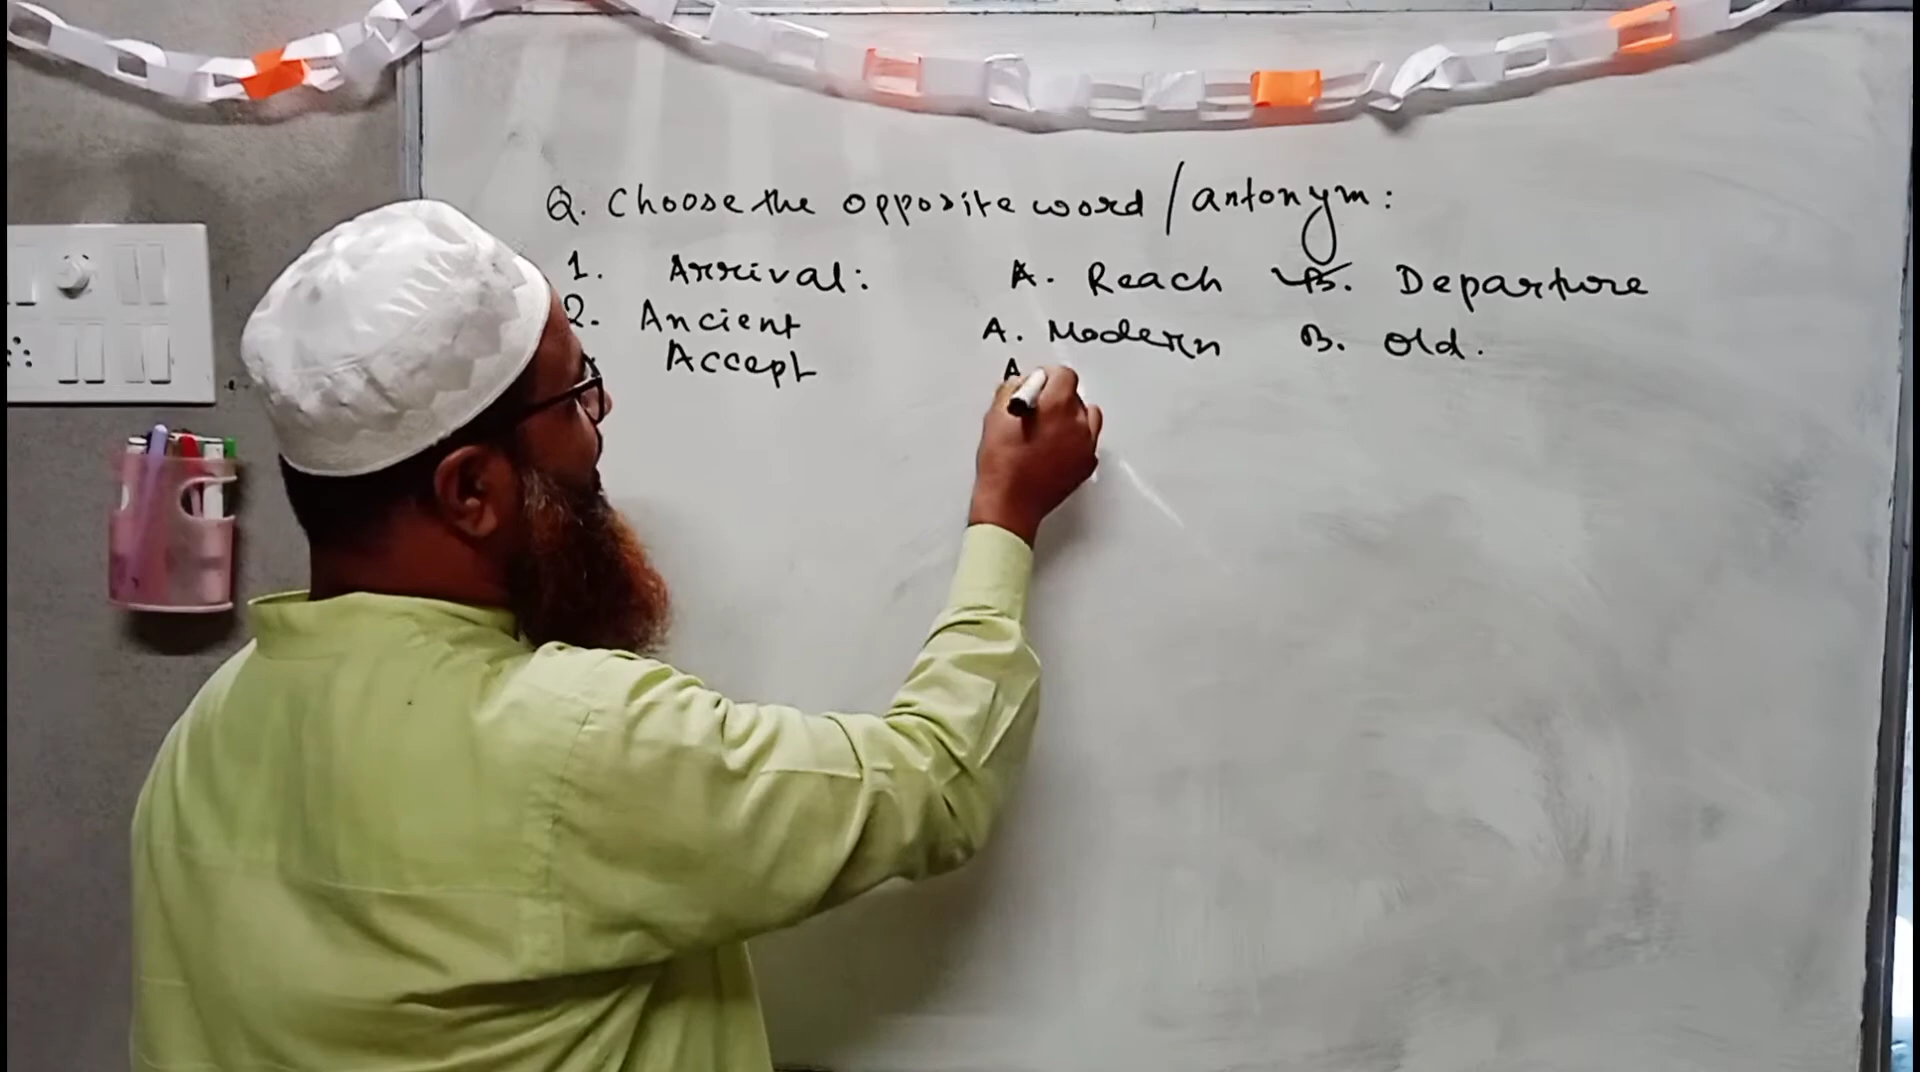 Q. Choose the opposite word / antonym:
1. Arrival: A. Reach B. Departure
2. Ancient A. Modern B. Old.
Accept A